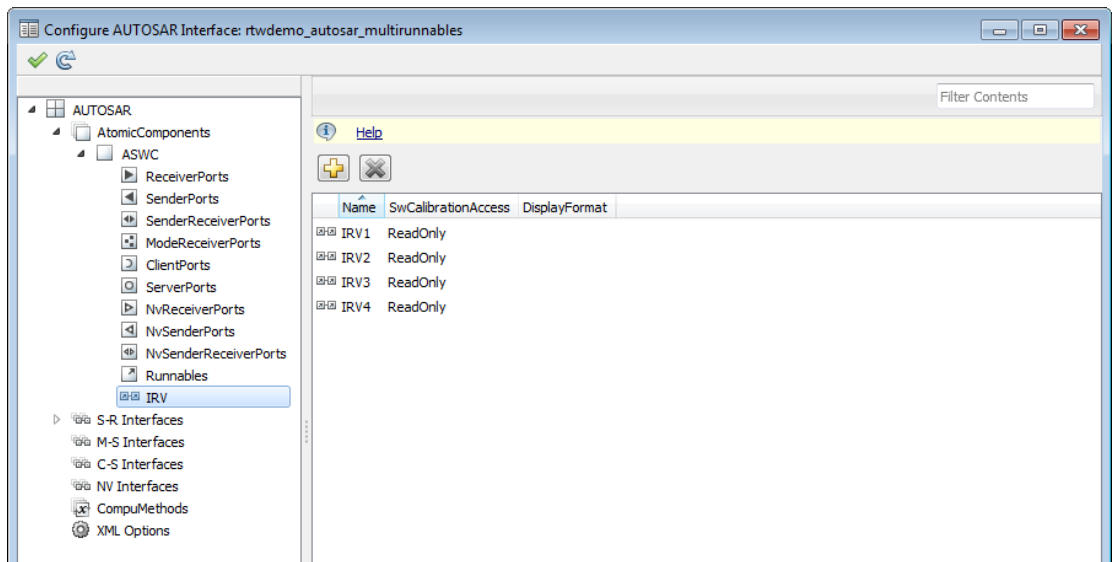 Configure AUTOSAR Interface: rtwdemo_autosar_multirunnables
Filter Contents
AUTOSAR
AtomicComponents
ASWC
ReceiverPorts
SenderPorts
SenderReceiverPorts
ModeReceiverPorts
ClientPorts
ServerPorts
NvReceiverPorts
NvSenderPorts
NvSenderReceiverPorts
Runnables
IRV
S-R Interfaces
M-S Interfaces
C-S Interfaces
NV Interfaces
CompuMethods
XML Options
Help
Name SwCalibrationAccess DisplayFormat
IRV1 ReadOnly
IRV2 ReadOnly
IRV3 ReadOnly
IRV4 ReadOnly